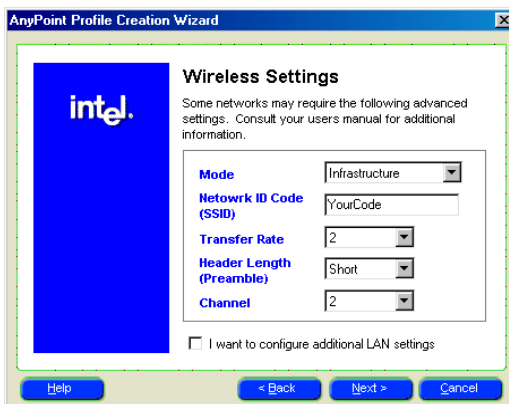 AnyPoint Profile Creation Wizard
intel.
Wireless Settings
Some networks may require the following advanced
settings. Consult your users manual for additional
information.
Mode
Infrastructure
Netowrk ID Code
(SSID)
YourCode
Transfer Rate
2
Header Length
(Preamble)
Short
Channel
2
I want to configure additional LAN settings
Help
< Back
Next >
Cancel